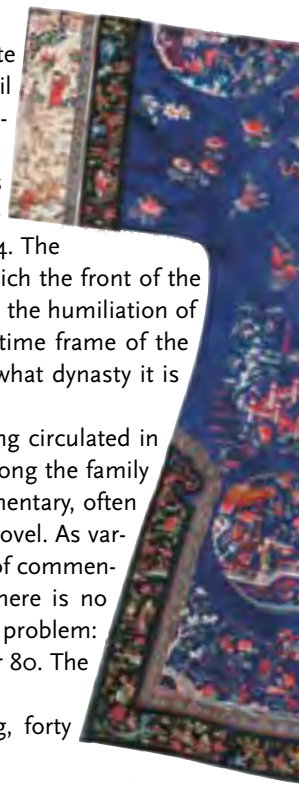 te
il
-
s
4. The
ich the front of the
the humiliation of
time frame of the
what dynasty it is
ng circulated in
ong the family
mentary, often
ovel. As var-
of commen-
here is no
problem:
r 80. The
g, forty